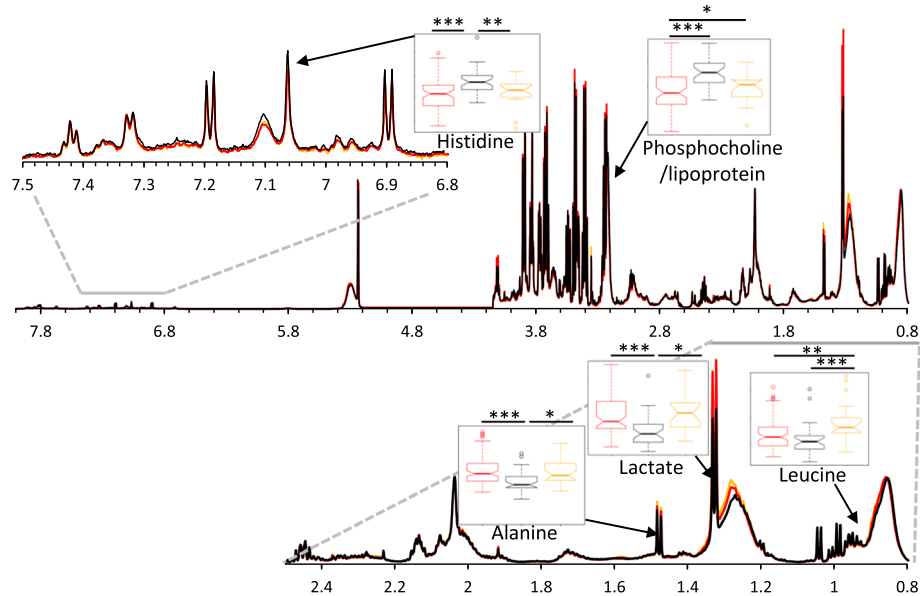 *** **
*
***
Histidine
Phosphocholine
/lipoprotein
7.5 7.4 7.3 7.2 7.1 7 6.9 6.8
7.8 6.8 5.8 4.8 3.8 2.8 1.8 0.8
*** *
**
***
*** *
Lactate
Leucine
Alanine
2.4 2.2 2 1.8 1.6 1.4 1.2 1 0.8